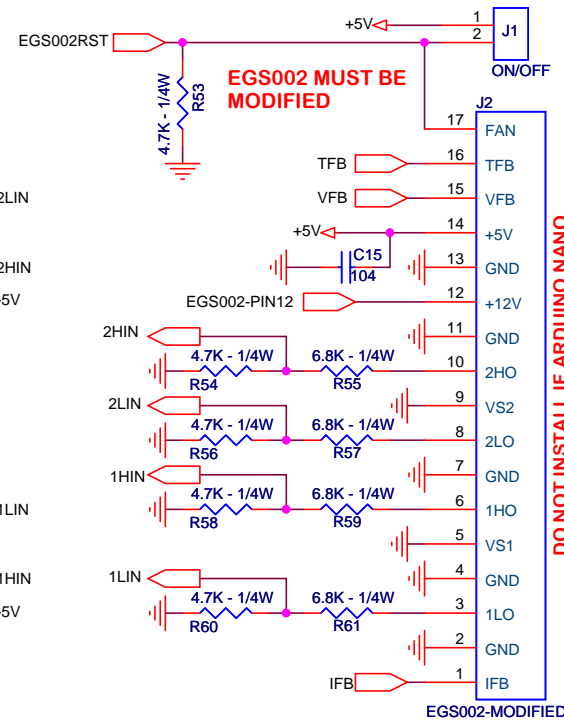 +5V
1
2
J1
ON/OFF
EGS002RST
EGS002 MUST BE
MODIFIED
4.7K - 1/4W
R53
J2
17
FAN
TFB
16
TFB
VFB
15
VFB
2LIN
+5V
14
+5V
C15
104
13
GND
2HIN
5V
EGS002-PIN12
12
+12V
2HIN
11
GND
4.7K - 1/4W
6.8K - 1/4W
10
2HO
R54
R55
2LIN
9
VS2
4.7K - 1/4W
6.8K - 1/4W
8
2LO
R56
R57
1HIN
7
GND
4.7K - 1/4W
6.8K - 1/4W
6
1HO
1LIN
R58
R59
5
VS1
1HIN
1LIN
4
GND
4.7K - 1/4W
6.8K - 1/4W
3
1LO
5V
R60
R61
2
GND
IFB
1
IFB
EGS002-MODIFIED
DO NOT INSTALL IF ARDUINO NANO